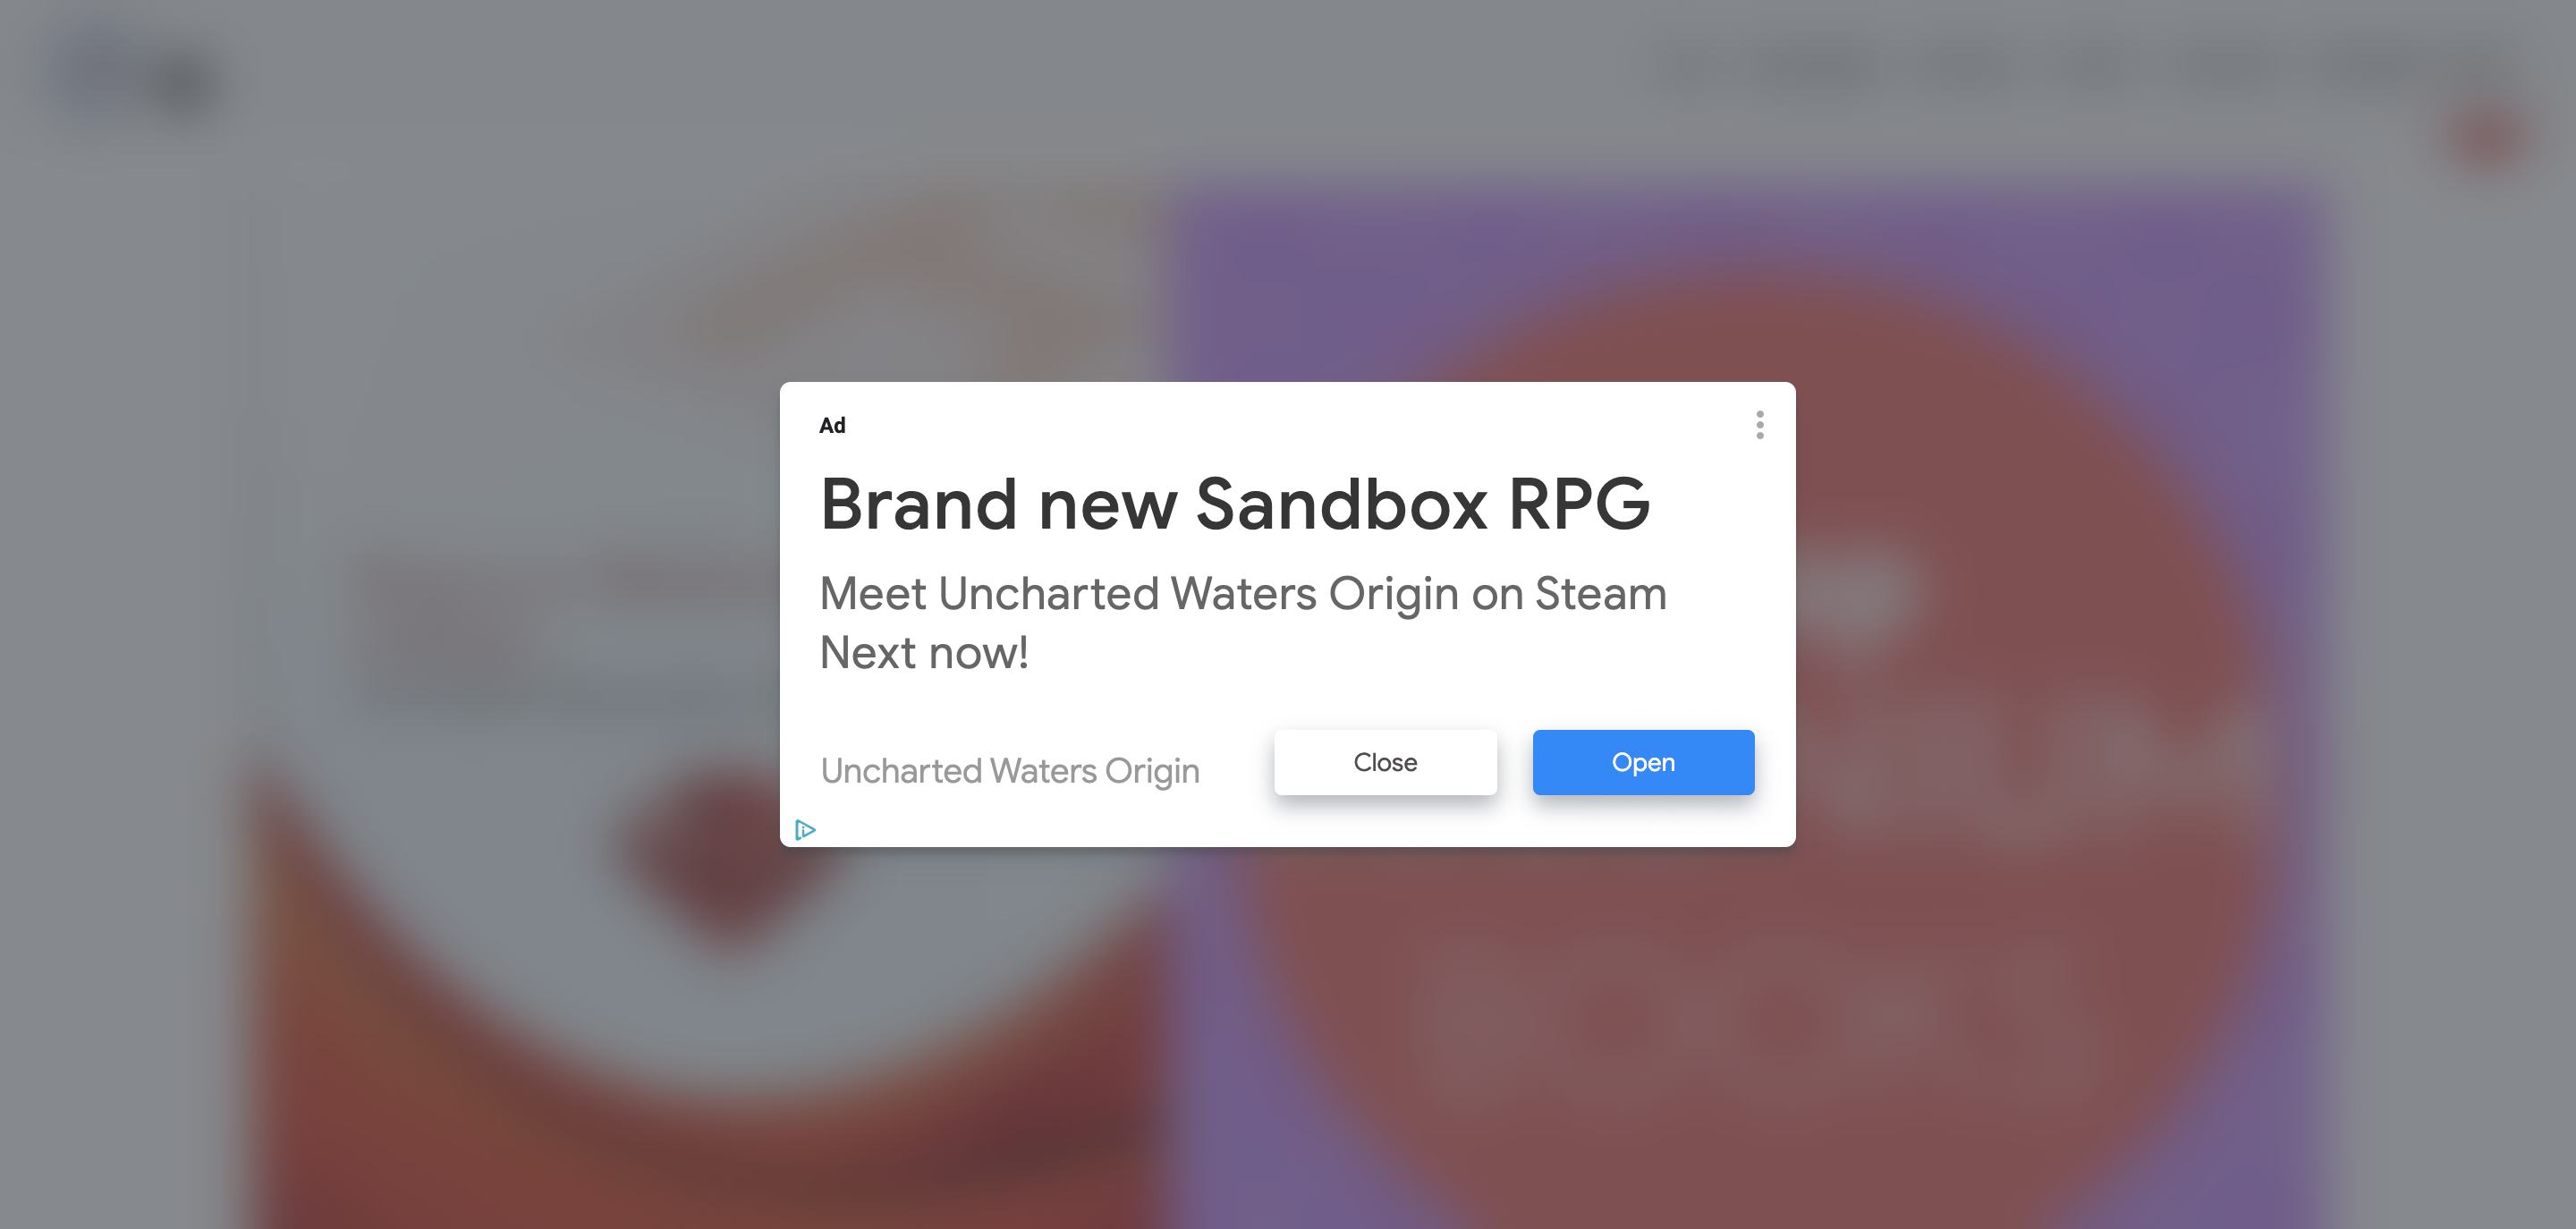 Ad
Brand new Sandbox RPG
Meet Uncharted Waters Origin on Steam
Next now!
Uncharted Waters Origin
Close
Open